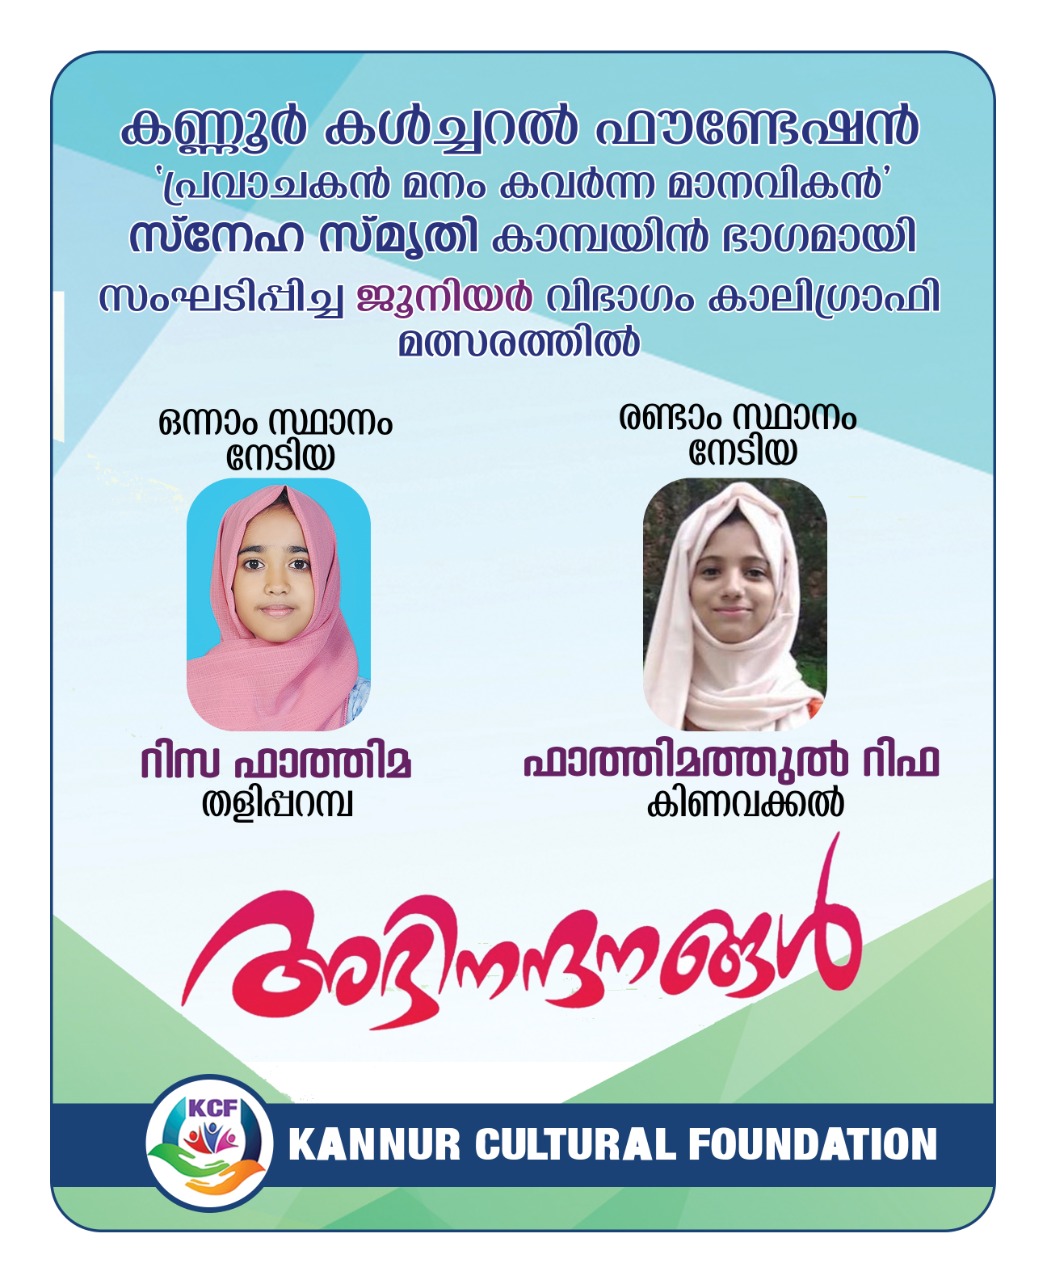 കണ്ണൂർ കൾച്ചറൽ ഫൗണ്ടേഷൻ
‘പ്രവാചകൻ മനം കവർന്ന മാനവികൻ’
സ്നേഹ സ്മൃതി കാമ്പയിൻ ഭാഗമായി
സംഘടിപ്പിച്ച ജൂനിയർ വിഭാഗം കാലിഗ്രാഫി
മത്സരത്തിൽ
ഒന്നാം സ്ഥാനം
നേടിയ
റിസ ഫാത്തിമ
തളിപ്പറമ്പ
രണ്ടാം സ്ഥാനം
നേടിയ
ഫാത്തിമത്തുൽ റിഫ
കിണവക്കൽ
അഭിനന്ദനങ്ങൾ
KCF
KANNUR CULTURAL FOUNDATION